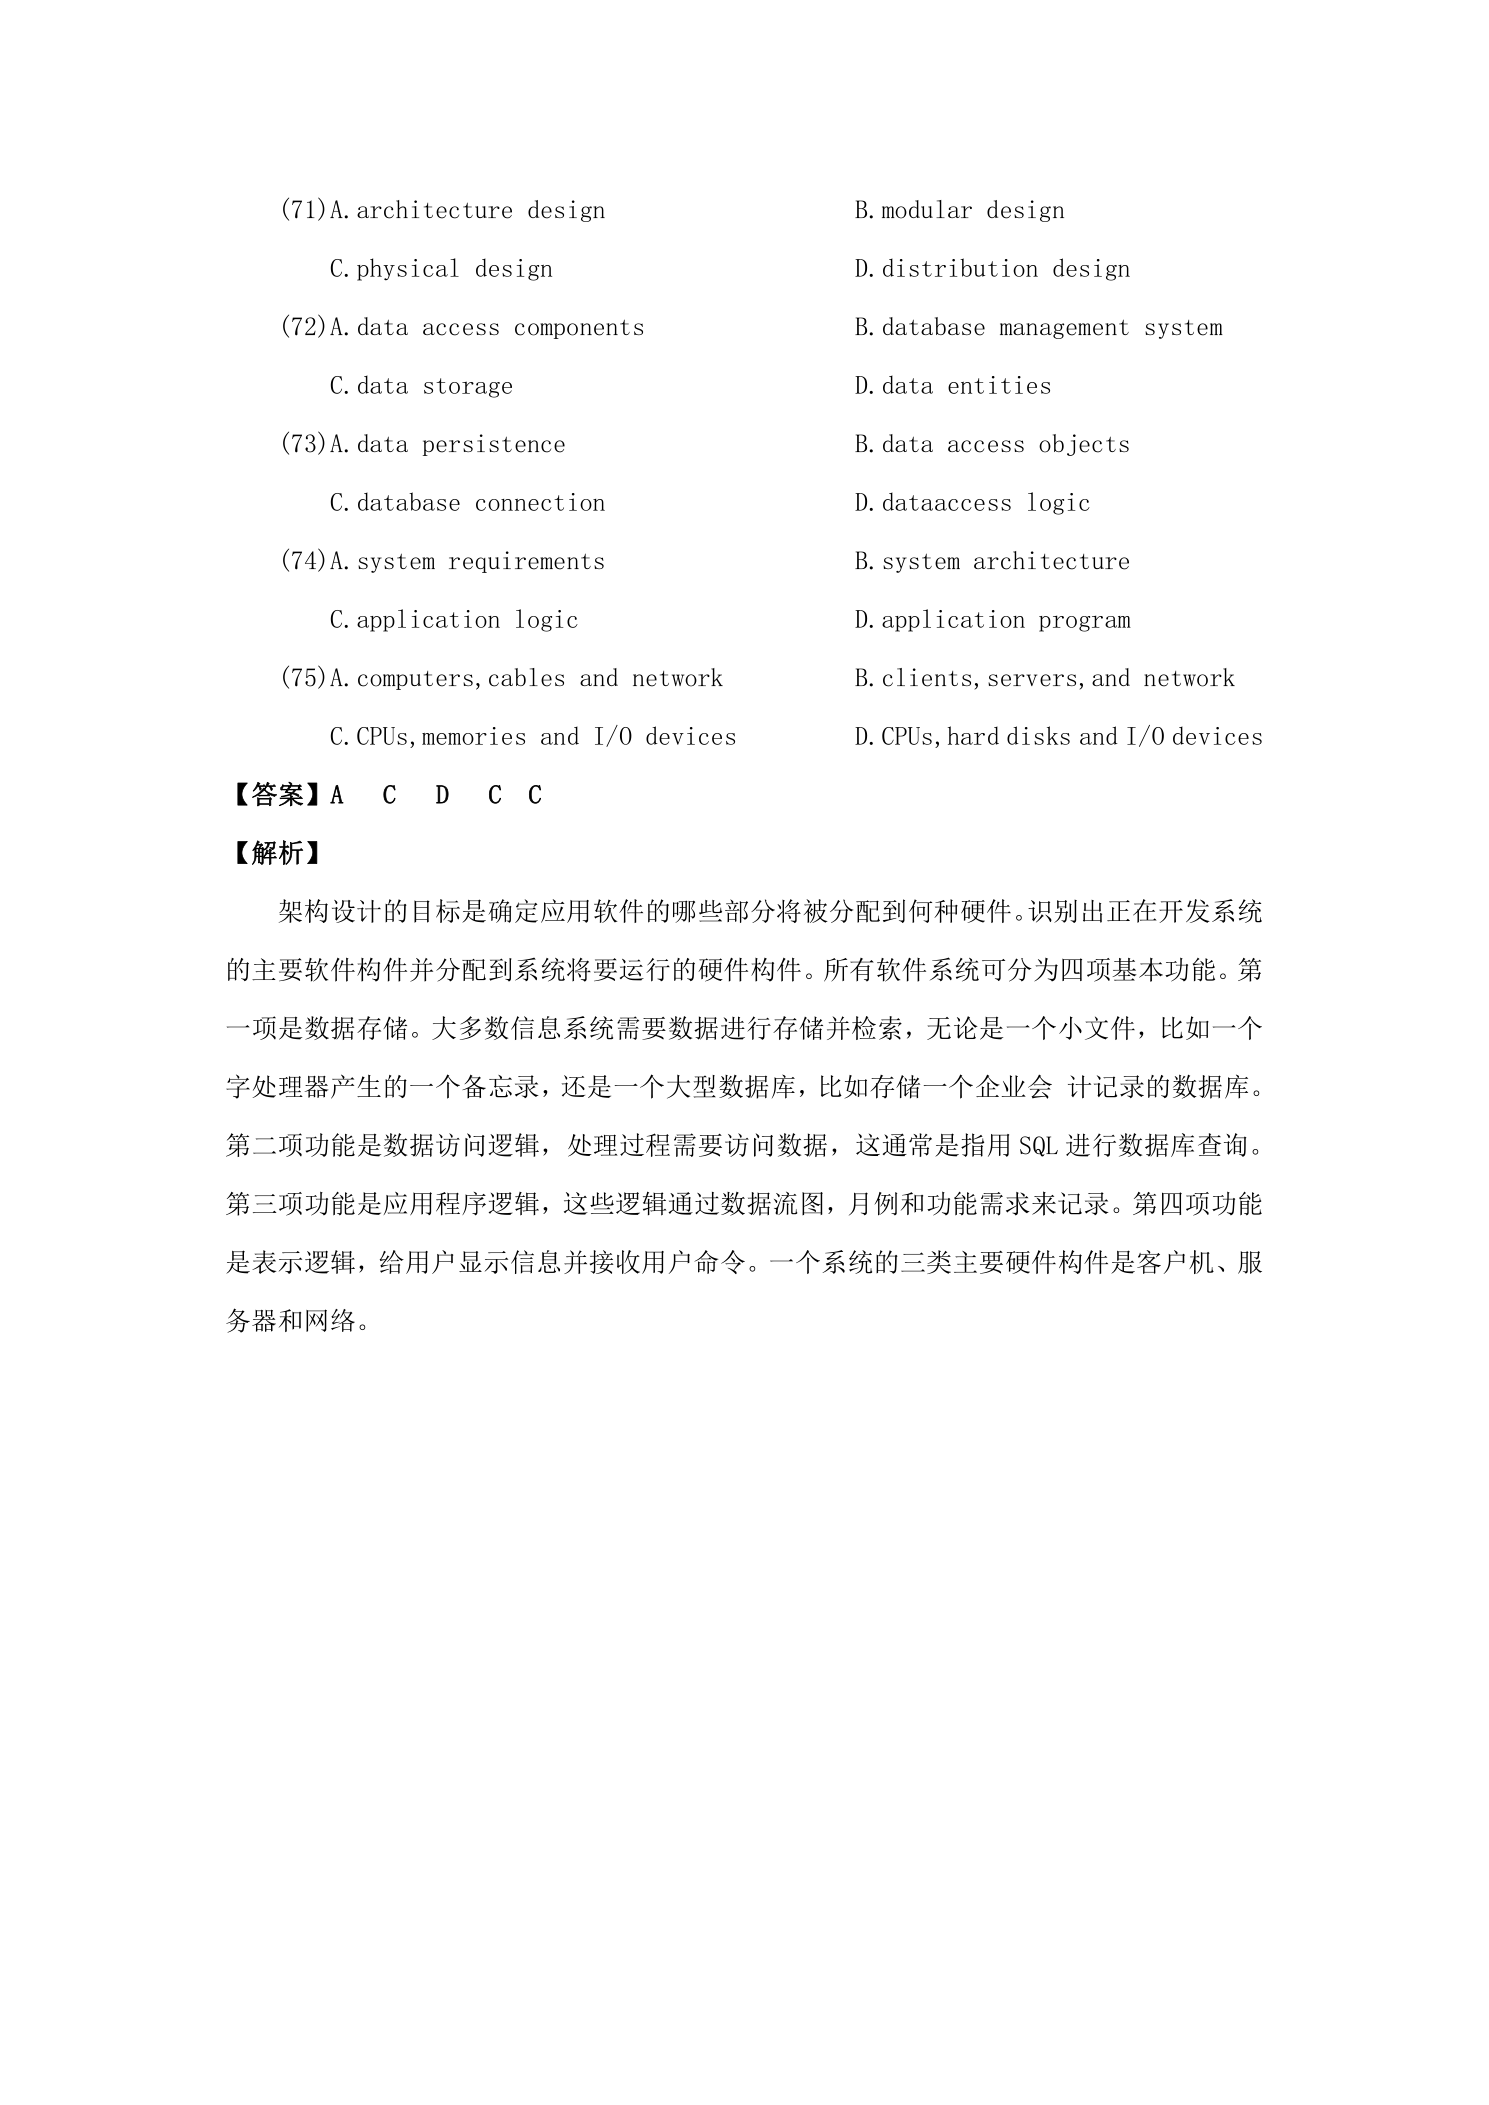 (71)A.architecture design B.modular design
C.physical design D.distribution design
(72)A.data access components B.database management system
C.data storage D.data entities
(73)A.data persistence B.data access objects
C.database connection D.dataaccess logic
(74)A.system requirements B.system architecture
C.application logic D.application program
(75)A.computers,cables and network B.clients,servers,and network
C.CPUs,memories and I/O devices D.CPUs,hard disks and I/O devices
【答案】A C D C C
【解析】
架构设计的目标是确定应用软件的哪些部分将被分配到何种硬件。识别出正在开发系统
的主要软件构件并分配到系统将要运行的硬件构件。所有软件系统可分为四项基本功能。第
一项是数据存储。大多数信息系统需要数据进行存储并检索，无论是一个小文件，比如一个
字处理器产生的一个备忘录，还是一个大型数据库，比如存储一个企业会 计记录的数据库。
第二项功能是数据访问逻辑，处理过程需要访问数据，这通常是指用 SQL 进行数据库查询。
第三项功能是应用程序逻辑，这些逻辑通过数据流图，月例和功能需求来记录。第四项功能
是表示逻辑，给用户显示信息并接收用户命令。一个系统的三类主要硬件构件是客户机、服
务器和网络。